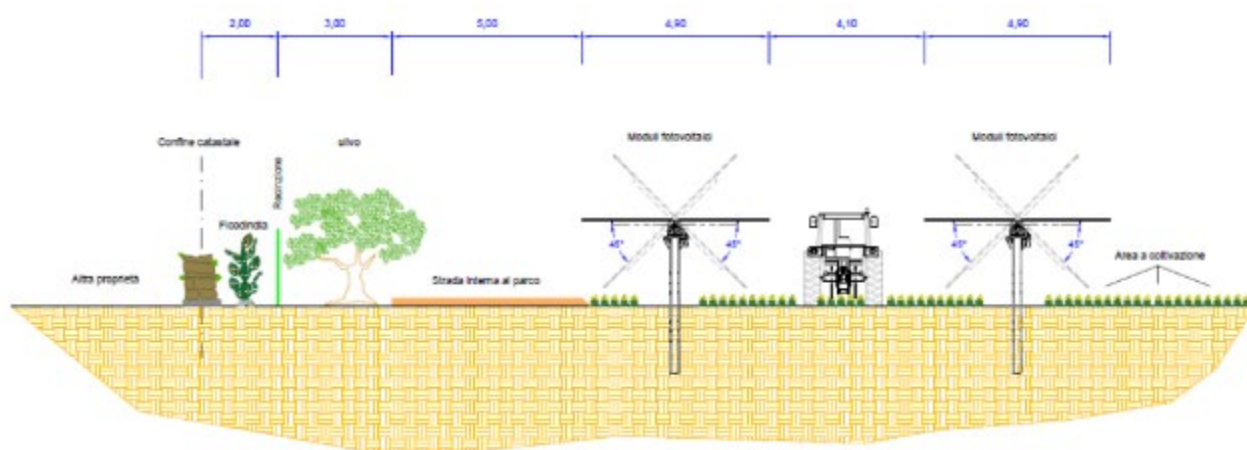 2,00 3,00 5,00 4,90 4,10 4,90
Confine catastale
ulivo
Moduli fotovoltaici
Moduli fotovoltaici
Recinzione
Ficodindia
45° 45°
45° 45°
Altra proprietà
Strada interna al parco
Area a coltivazione